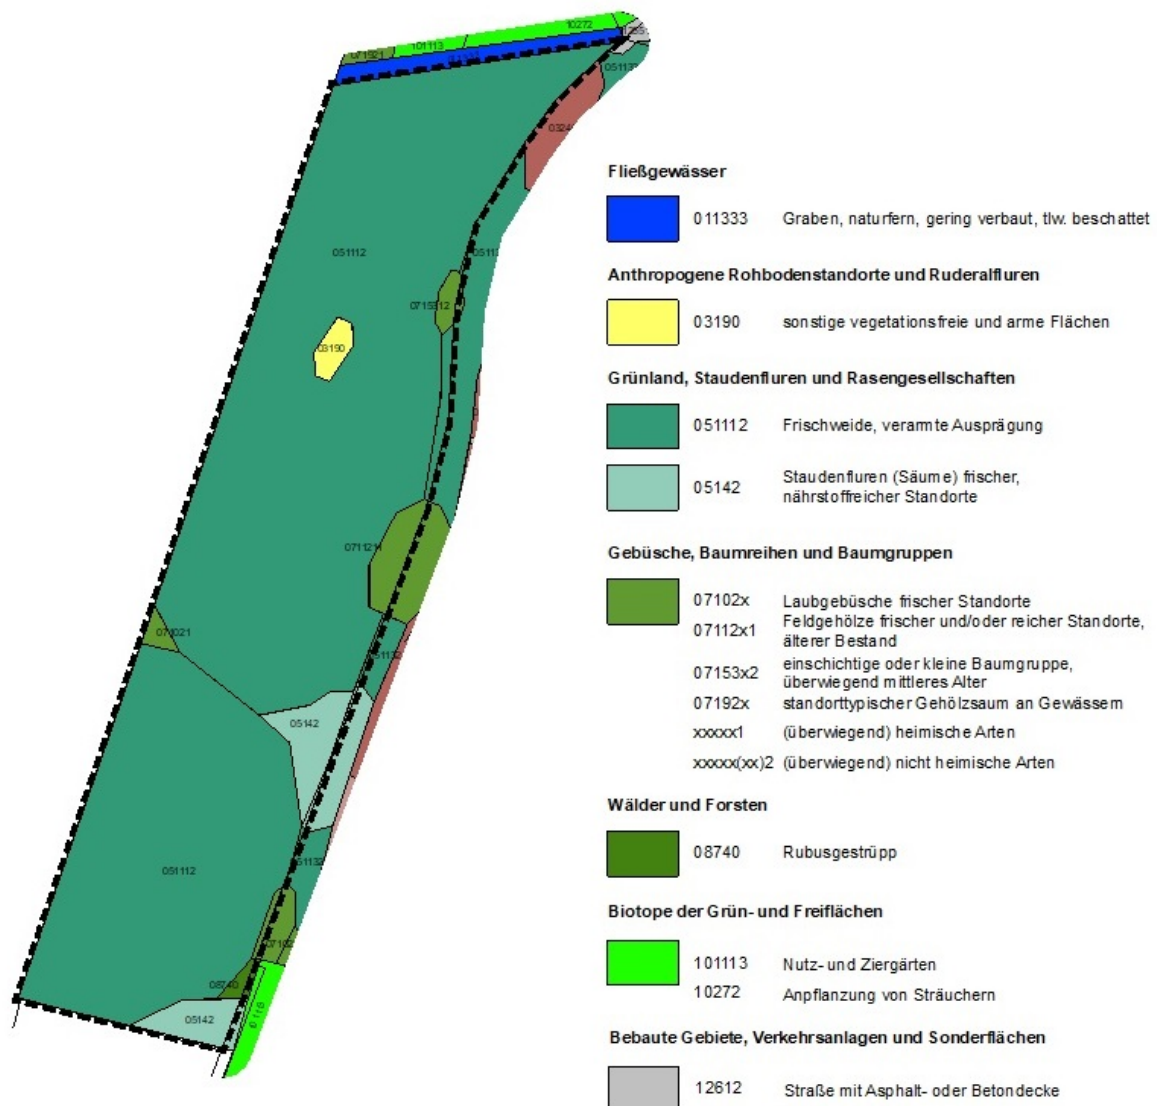 10272
101113
051112
03190
051112
071021
05142
051112
08740
05142
Fließgewässer
011333 Graben, naturfern, gering verbaut, tlw. beschattet
Anthropogene Rohbodenstandorte und Ruderalfluren
03190 sonstige vegetationsfreie und arme Flächen
Grünland, Staudenfluren und Rasengesellschaften
051112 Frischweide, verarmte Ausprägung
05142 Staudenfluren (Säume) frischer,
nährstoffreicher Standorte
Gebüsche, Baumreihen und Baumgruppen
07102x Laubgebüsche frischer Standorte
07112x1 Feldgehölze frischer und/oder reicher Standorte,
älterer Bestand
07153x2 einschichtige oder kleine Baumgruppe,
überwiegend mittleres Alter
07192x standorttypischer Gehölzsaum an Gewässern
xxxxx1 (überwiegend) heimische Arten
xxxxx(xx)2 (überwiegend) nicht heimische Arten
Wälder und Forsten
08740 Rubusgestrüpp
Biotope der Grün- und Freiflächen
101113 Nutz- und Ziergärten
10272 Anpflanzung von Sträuchern
Bebaute Gebiete, Verkehrsanlagen und Sonderflächen
12612 Straße mit Asphalt- oder Betondecke